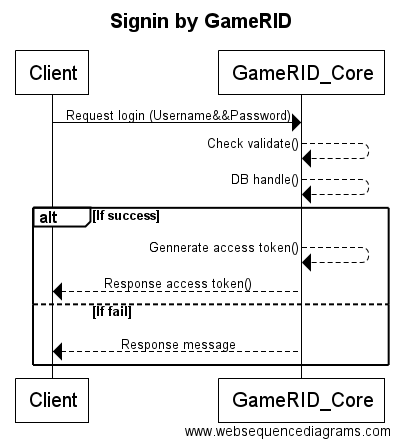 Signin by GameRID
Client
GameRID_Core
Request login (Username&&Password)
Check validate()
DB handle()
alt
[If success]
Gennerate access token()
Response access token()
[If fail]
Response message
Client
GameRID_Core
www.websequencediagrams.com